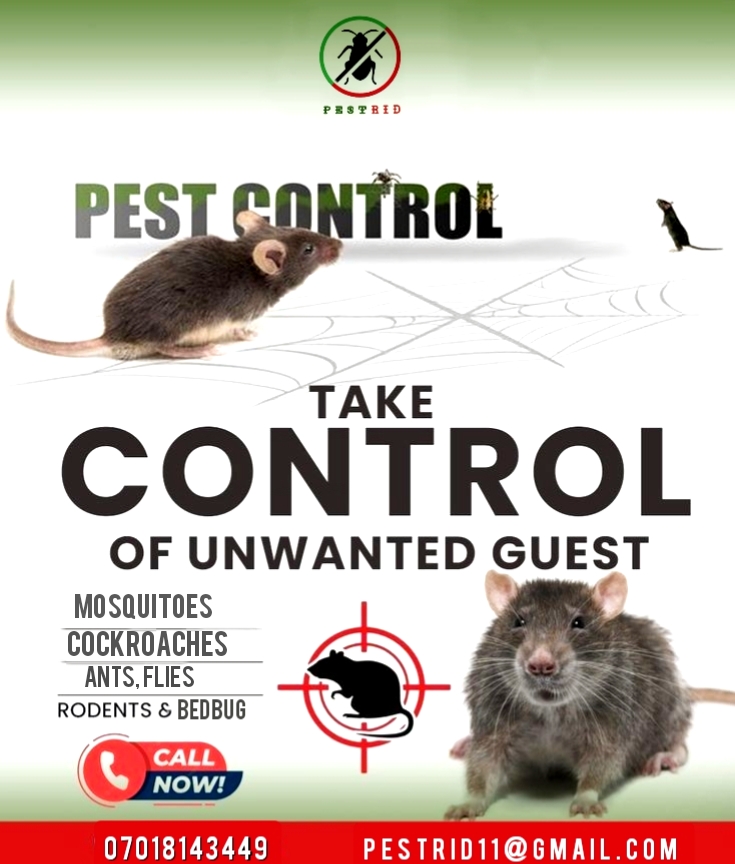 PESTRID
PEST CONTROL
TAKE
CONTROL
OF UNWANTED GUEST
MOSQUITOES
COCKROACHES
ANTS, FLIES
RODENTS & BEDBUG
CALL
NOW!
07018143449
PESTRID11@GMAIL.COM